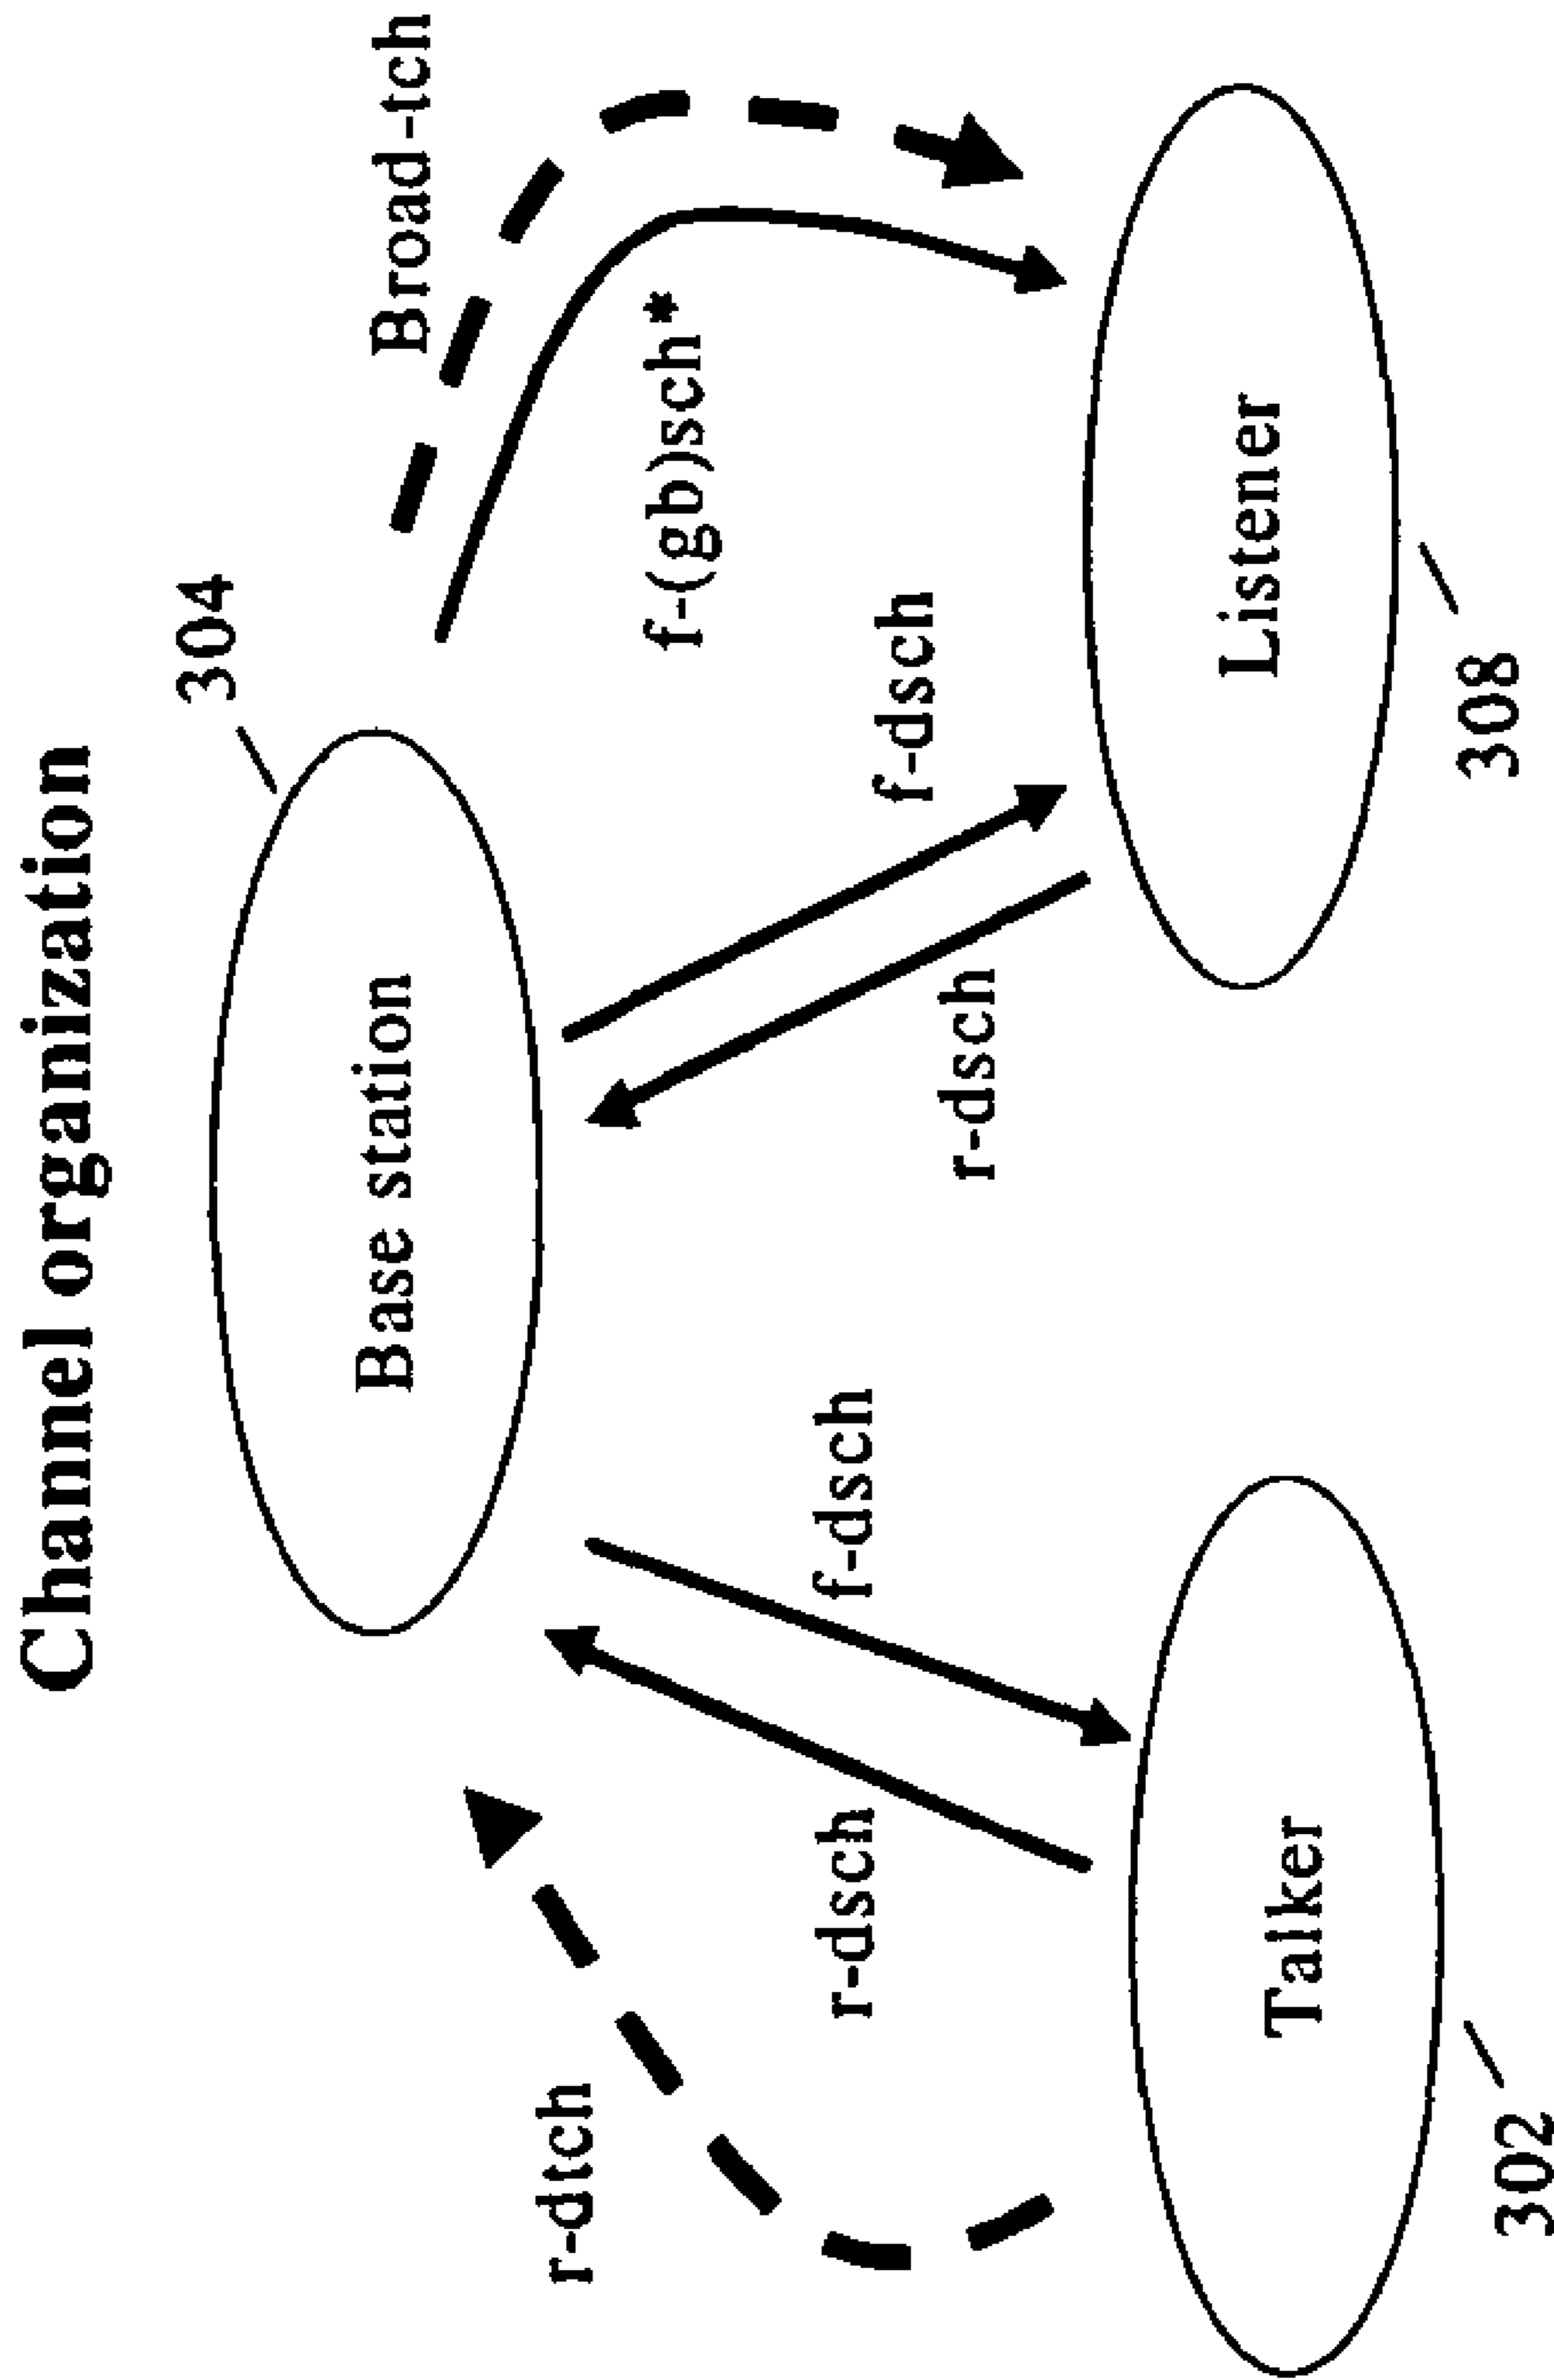 Channel organization
304
Base station
Broad-tch
f-(gb)sch*
r-dtch
r-dsch
f-dsch
r-dsch
f-dsch
Talker
Listener
302
308